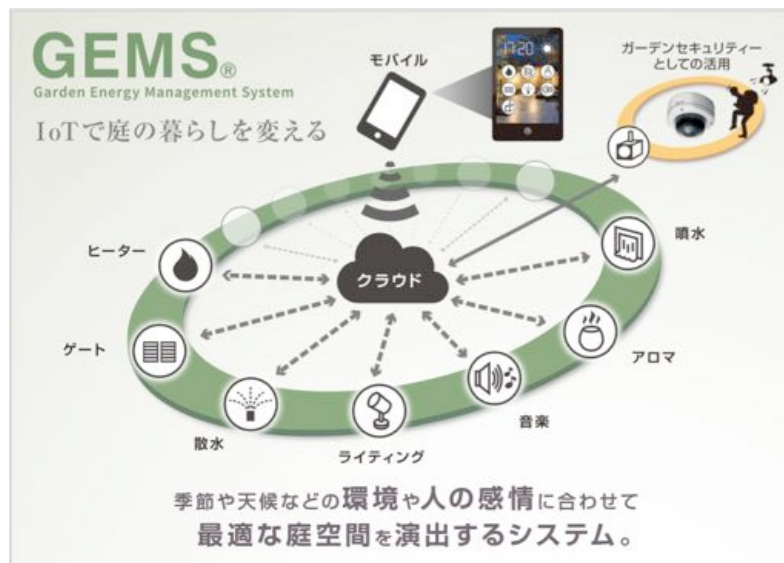 GEMS®
Garden Energy Management System
IoTで庭の暮らしを変える
モバイル
17:20
ガーデンセキュリティー
としての活用
ヒーター
クラウド
噴水
ゲート
アロマ
散水
ライティング
音楽
季節や天候などの環境や人の感情に合わせて
最適な庭空間を演出するシステム。